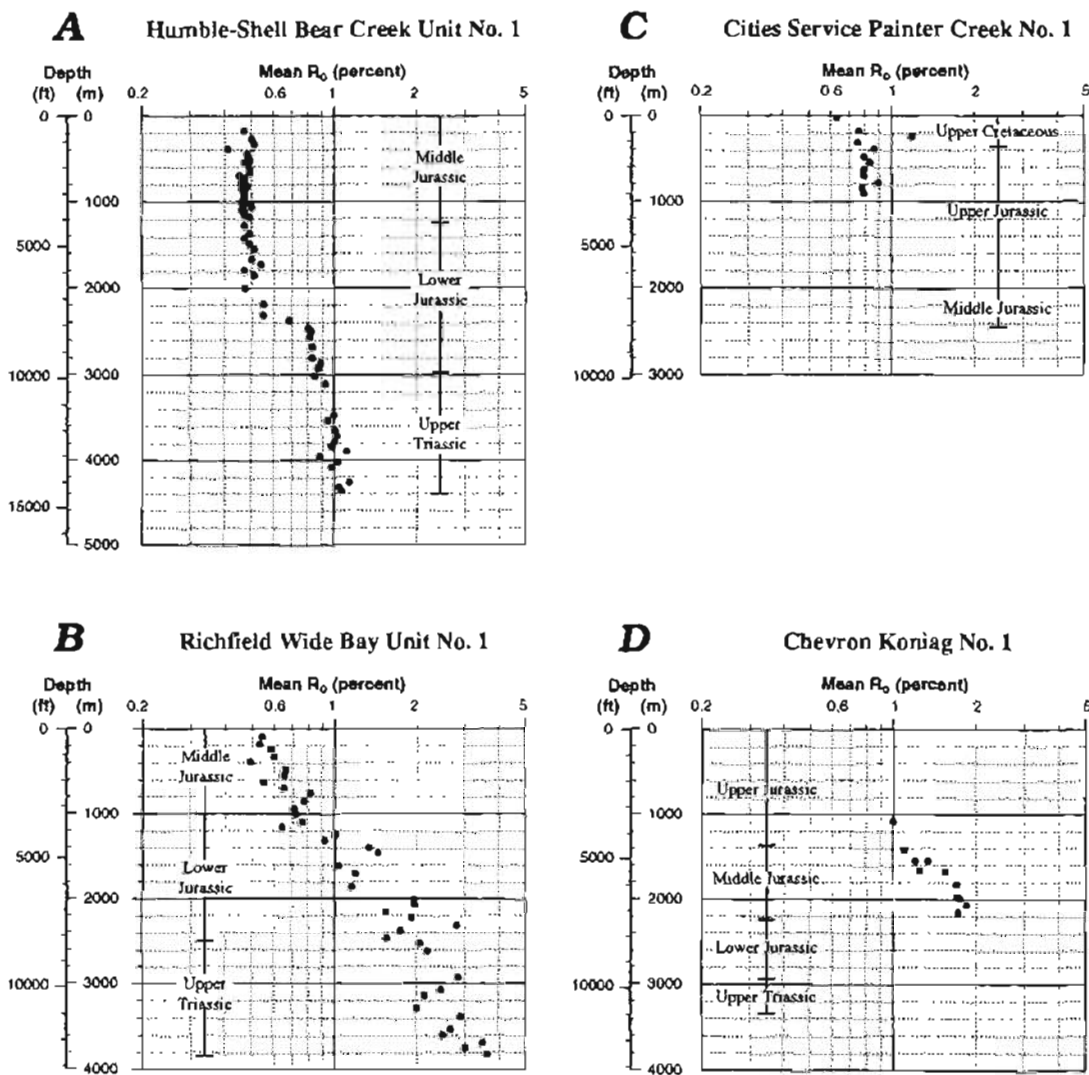 A Humble-Shell Bear Creek Unit No. 1
Depth Mean Ro (percent)
(ft) (m) 0.2 0.6 1 2 5
0 0
Middle
Jurassic
1000
5000
Lower
Jurassic
2000
10000 3000
Upper
Triassic
4000
15000
5000
C Cities Service Painter Creek No. 1
Depth Mean Ro (percent)
(ft) (m) 0.2 0.6 1 2 5
0 0
Upper Cretaceous
1000
Upper Jurassic
5000
2000
Middle Jurassic
10000 3000
B Richfield Wide Bay Unit No. 1
Depth Mean Ro (percent)
(ft) (m) 0.2 0.6 1 2 5
0 0
Middle
Jurassic
1000
5000
Lower
Jurassic
2000
10000 3000
Upper
Triassic
4000
D Chevron Koniag No. 1
Depth Mean Ro (percent)
(ft) (m) 0.2 0.6 1 2 5
0 0
Upper Jurassic
1000
5000
Middle Jurassic
2000
Lower Jurassic
10000 3000
Upper Triassic
4000